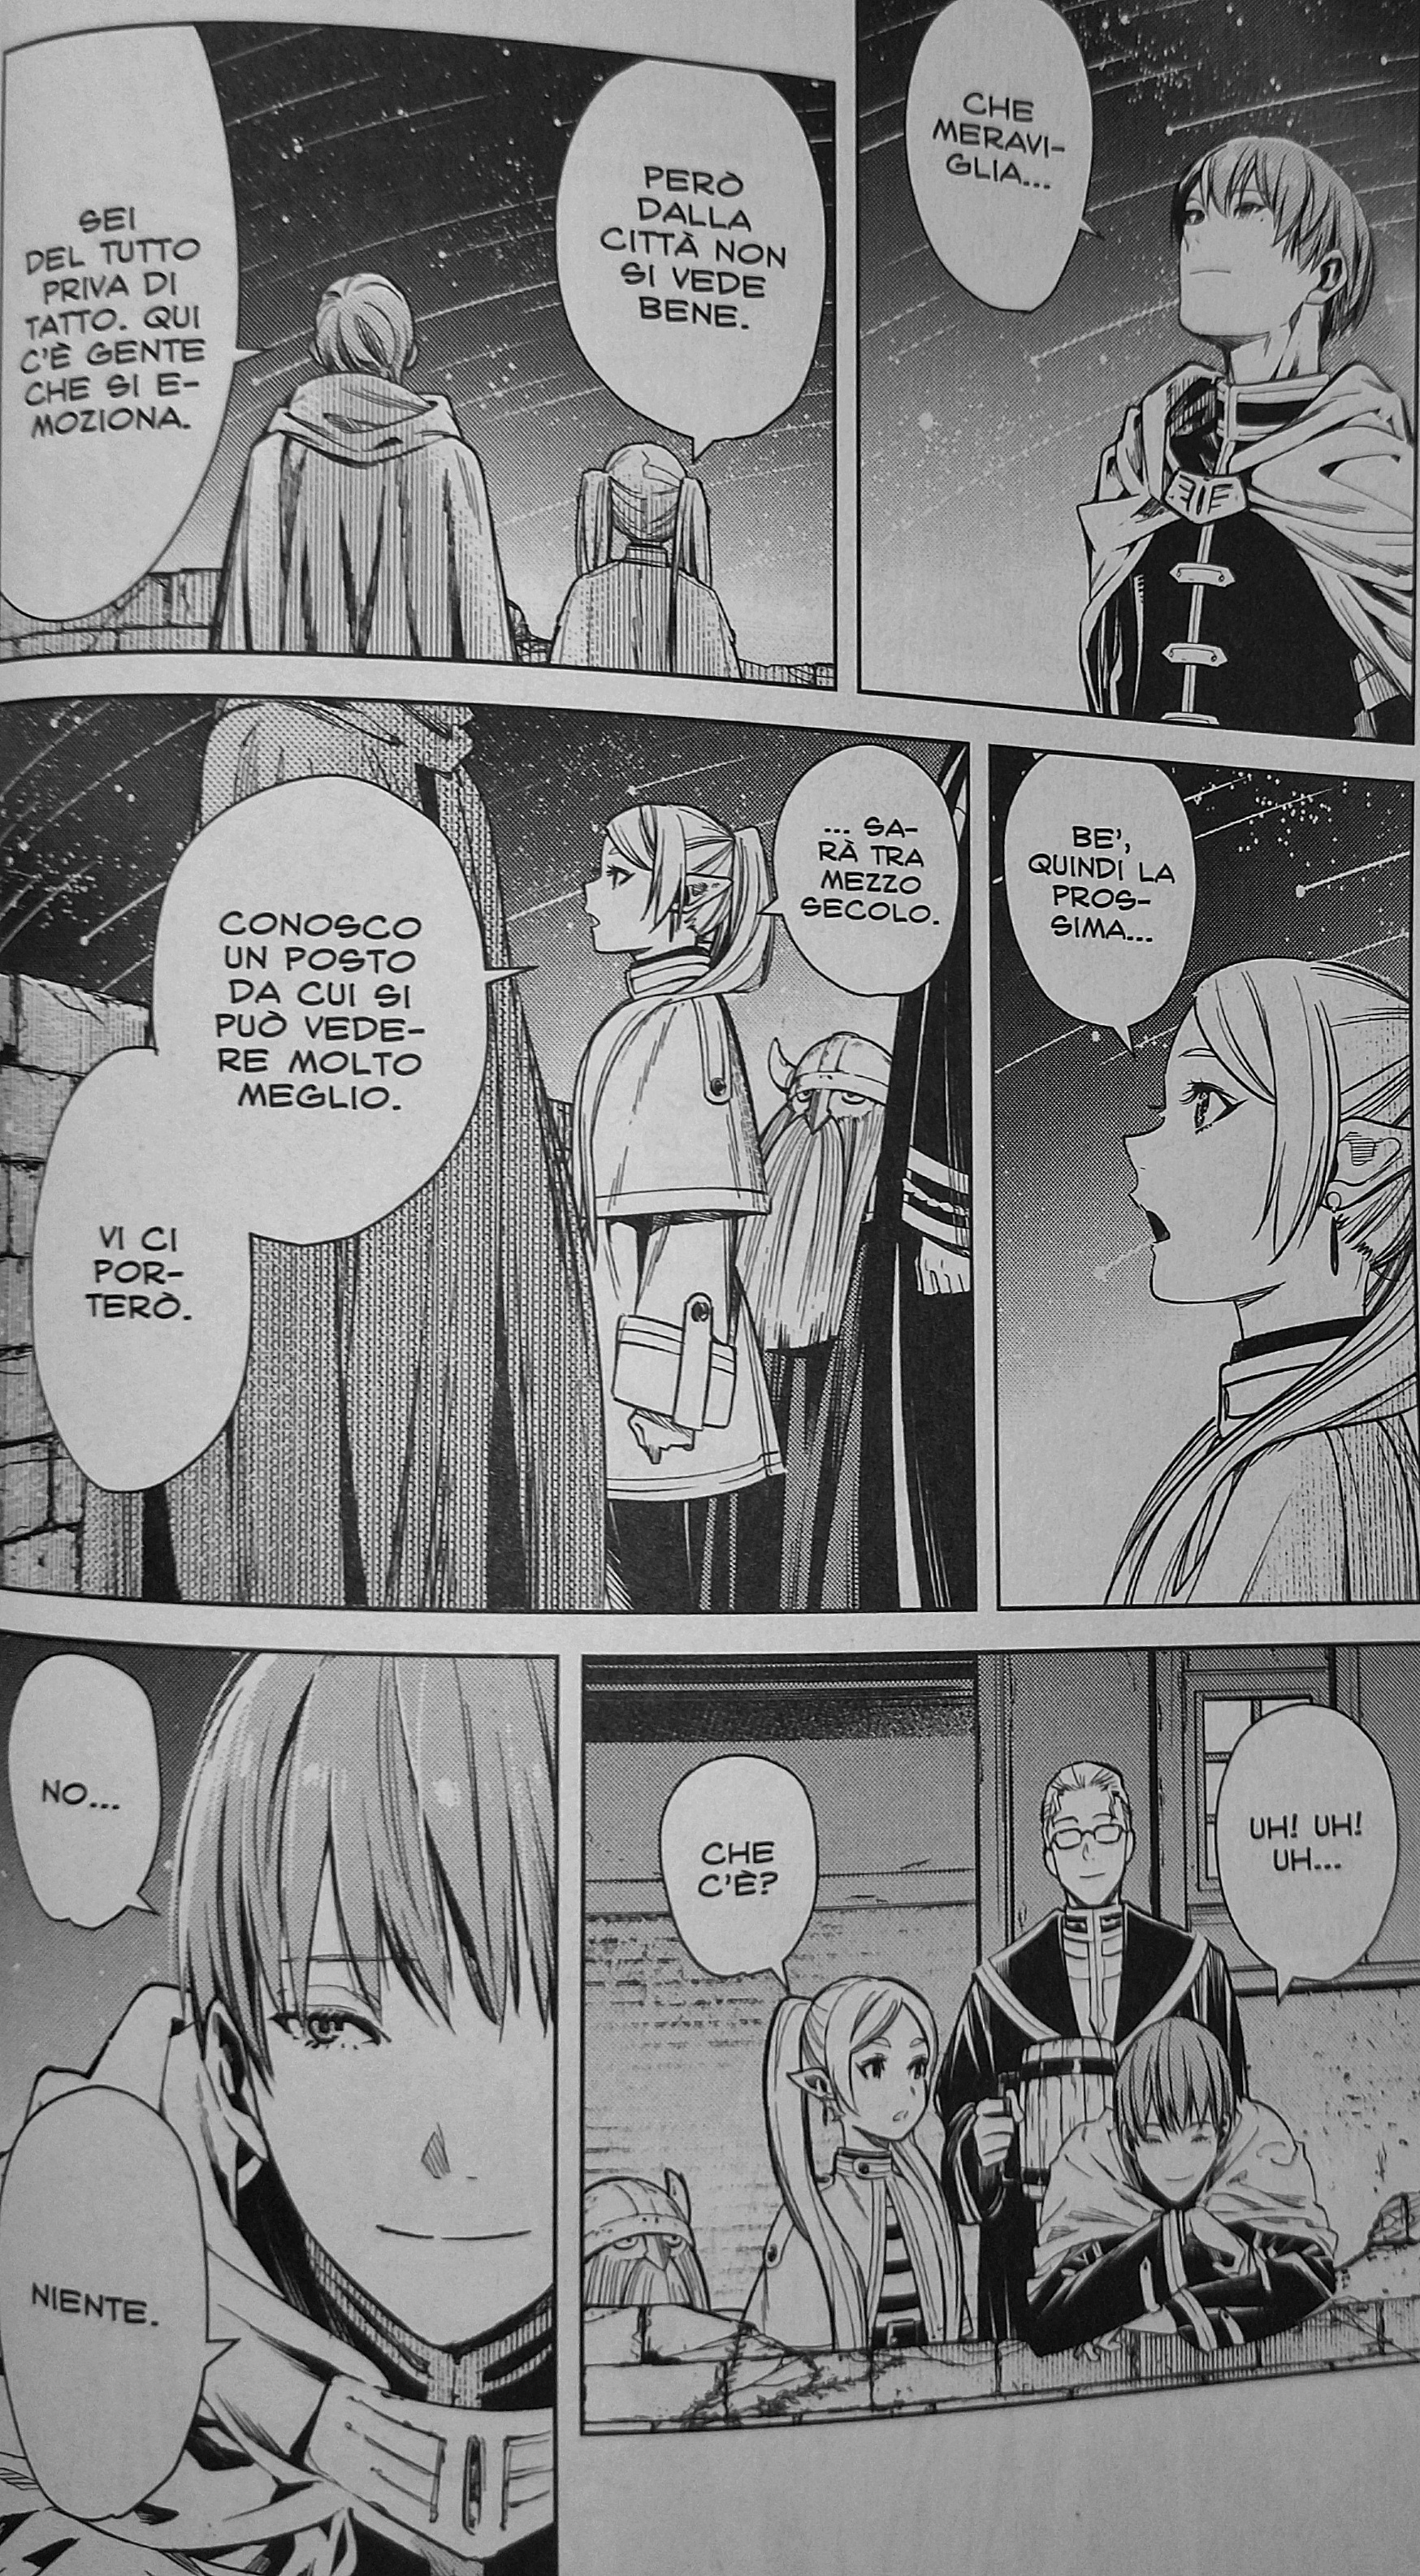 CHE
MERAVI-
GLIA...
PERÒ
DALLA
CITTÀ NON
SI VEDE
BENE.
SEI
DEL TUTTO
PRIVA DI
TATTO. QUI
C'È GENTE
CHE SI E-
MOZIONA.
BE',
QUINDI LA
PROS-
SIMA...
... SA-
RÀ TRA
MEZZO
SECOLO.
CONOSCO
UN POSTO
DA CUI SI
PUÒ VEDE-
RE MOLTO
MEGLIO.
VI CI
POR-
TERÒ.
UH! UH!
UH...
CHE
C'È?
NO...
NIENTE.